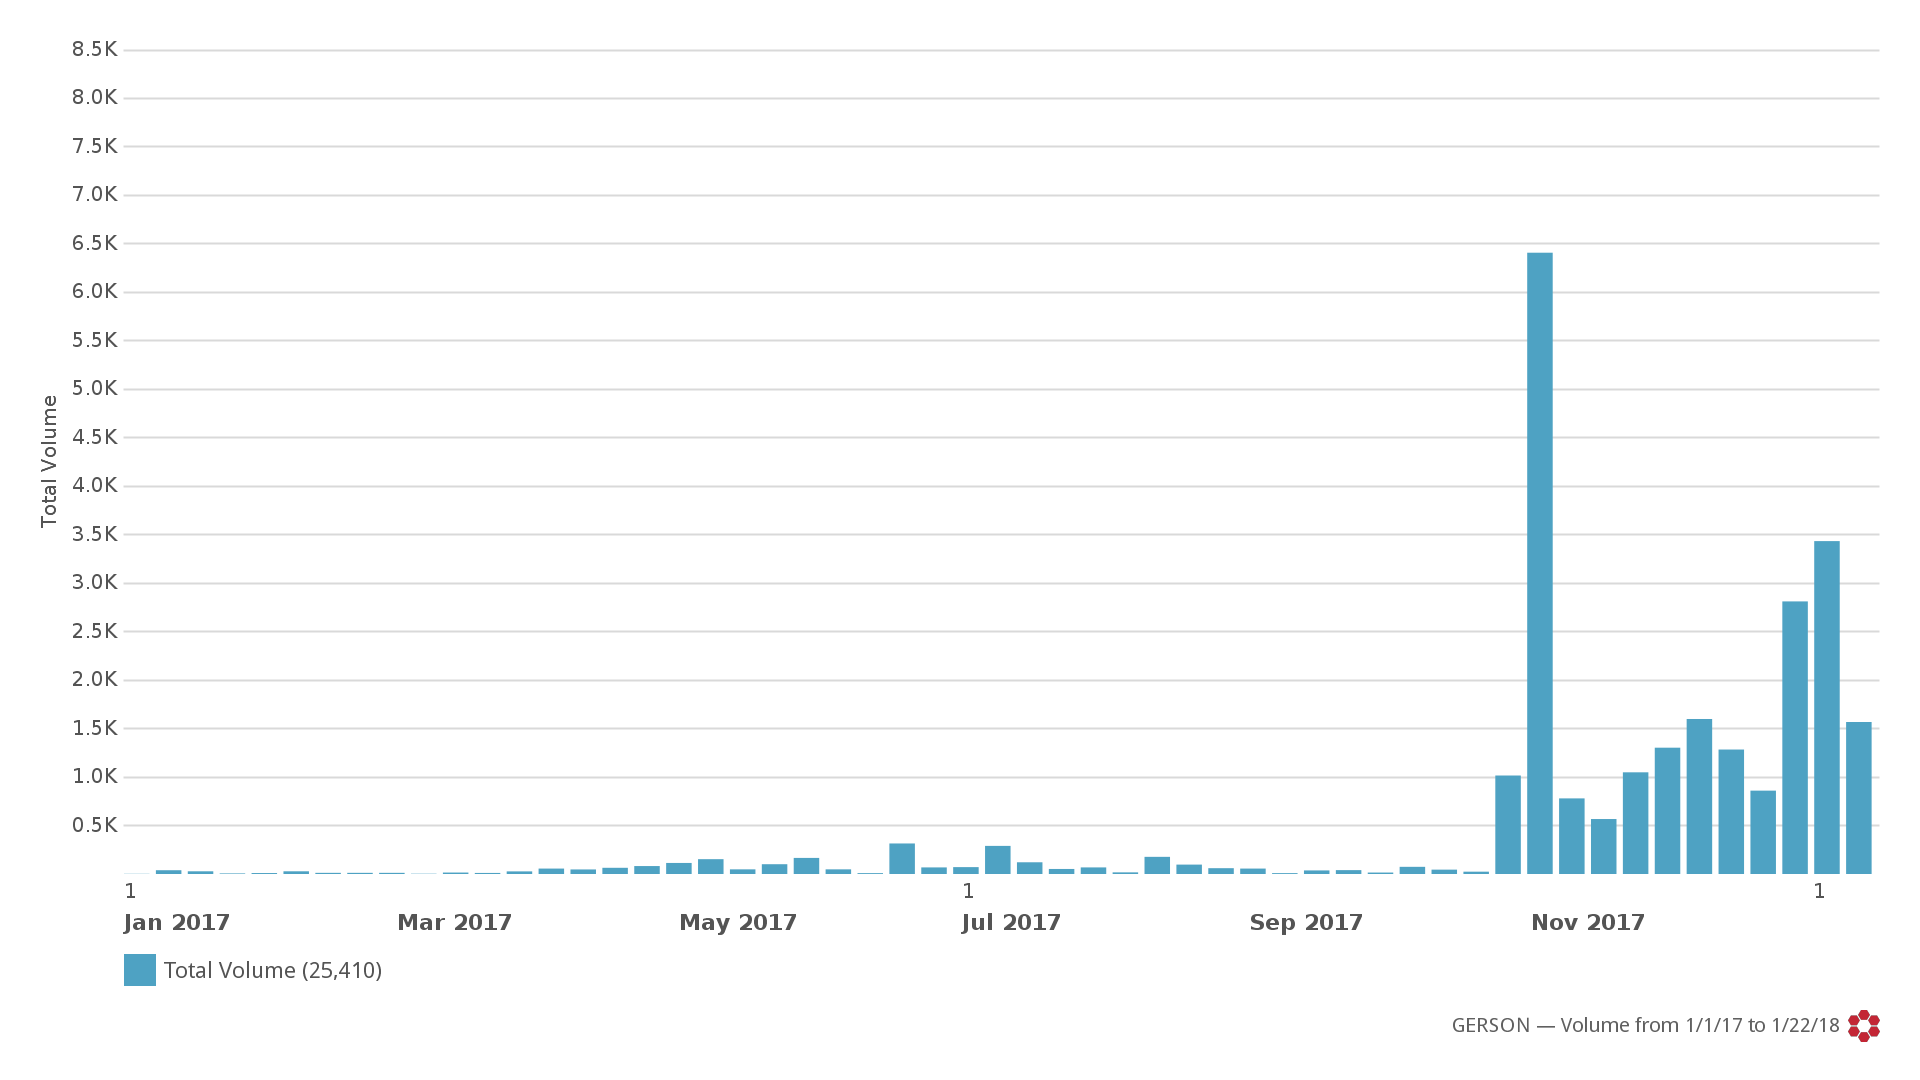 8.5K
8.0K
7.5K
7.0K
6.5K
6.0K
5.5K
5.0K
4.5K
4.0K
3.5K
3.0K
2.5K
2.0K
1.5K
1.0K
0.5K
Total Volume
1 1 1
Jan 2017 Mar 2017 May 2017 Jul 2017 Sep 2017 Nov 2017
Total Volume (25,410)
GERSON — Volume from 1/1/17 to 1/22/18